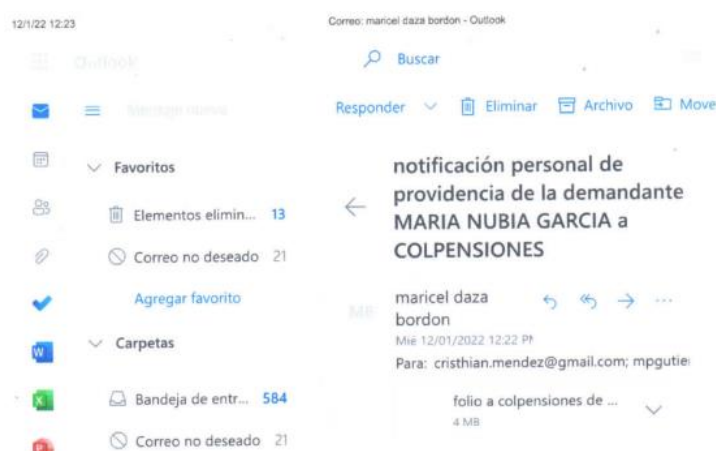 12/1/22 12:23
Correo: maricel daza bordon - Outlook
Outlook
Buscar
Mensaje nuevo
Responder
Eliminar
Archivo
Move
Favoritos
Elementos elimin... 13
Correo no deseado 21
Agregar favorito
Carpetas
Bandeja de entr... 584
Correo no deseado 21
notificación personal de
providencia de la demandante
MARIA NUBIA GARCIA a
COLPENSIONES
MB
maricel daza
bordon
Mié 12/01/2022 12:22 PM
Para: cristhian.mendez@gmail.com; mpgutie
folio a colpensiones de ...
4 MB